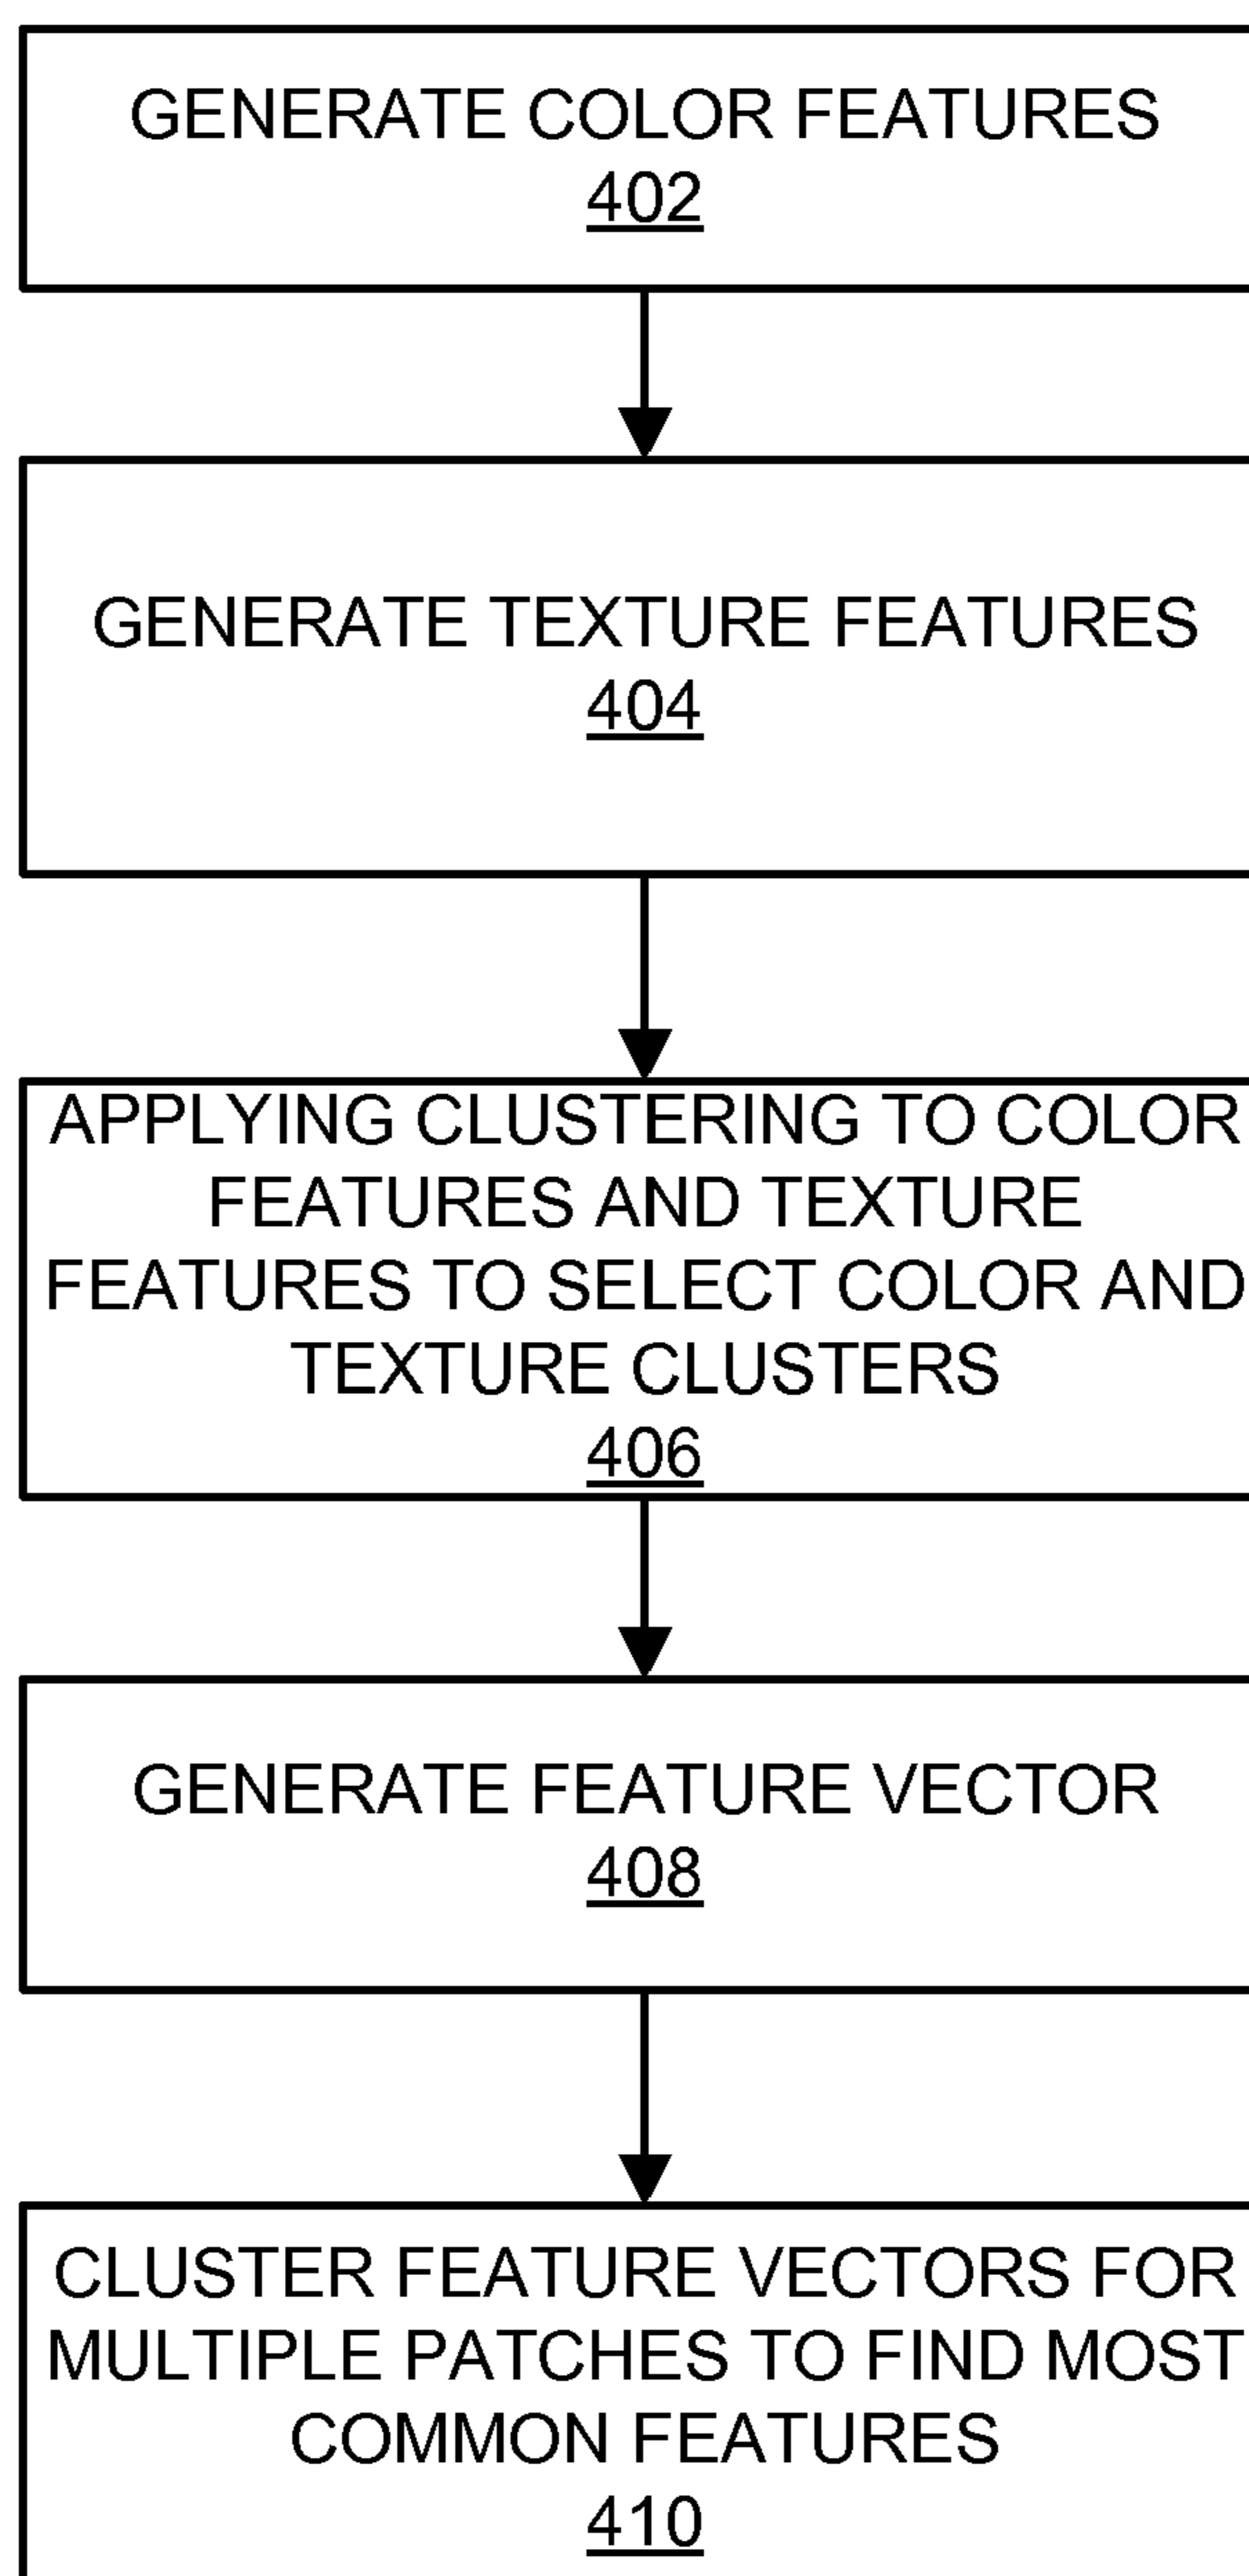 GENERATE COLOR FEATURES
402
GENERATE TEXTURE FEATURES
404
APPLYING CLUSTERING TO COLOR
FEATURES AND TEXTURE
FEATURES TO SELECT COLOR AND
TEXTURE CLUSTERS
406
GENERATE FEATURE VECTOR
408
CLUSTER FEATURE VECTORS FOR
MULTIPLE PATCHES TO FIND MOST
COMMON FEATURES
410